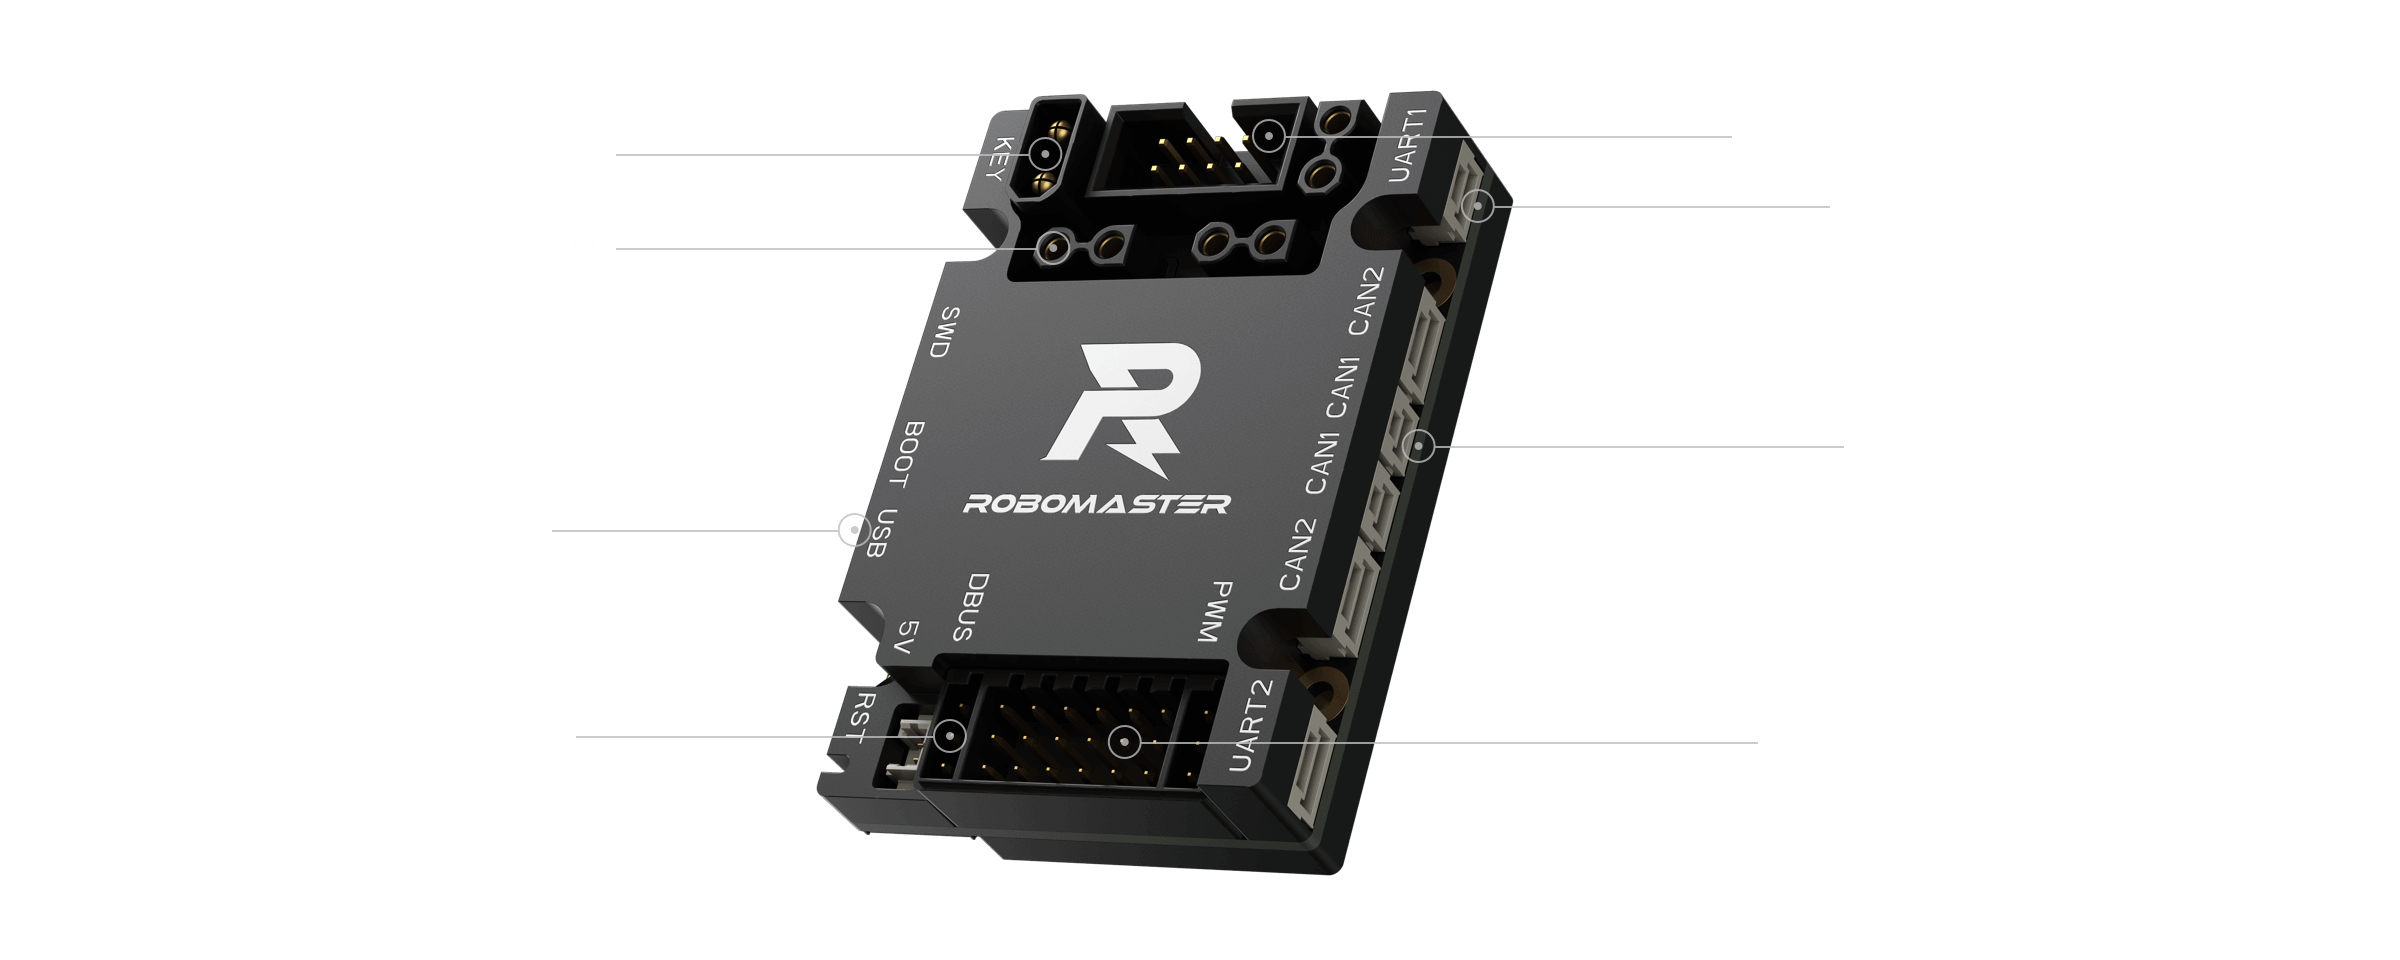 KEY
UART1
SWD
CAN2
CAN1
BOOT
CAN1
ROBOMASTER
USB
CAN2
DBUS
PWM
5V
RST
UART2